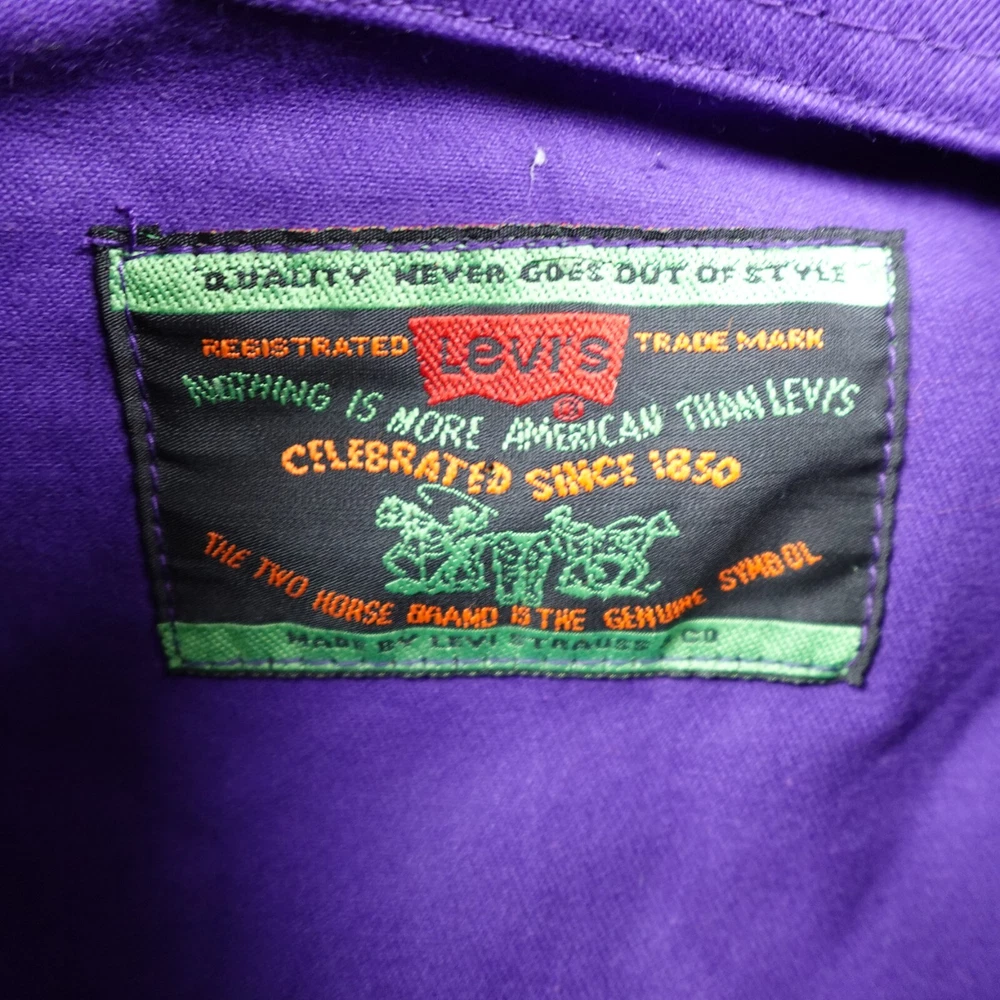 QUALITY NEVER GOES OUT OF STYLE
REGISTRATED Levi's TRADE MARK
®
NOTHING IS MORE AMERICAN THAN LEVI'S
CELEBRATED SINCE 1850
THE TWO HORSE BRAND IS THE GENUINE SYMBOL
MADE BY LEVI STRAUSS & CO